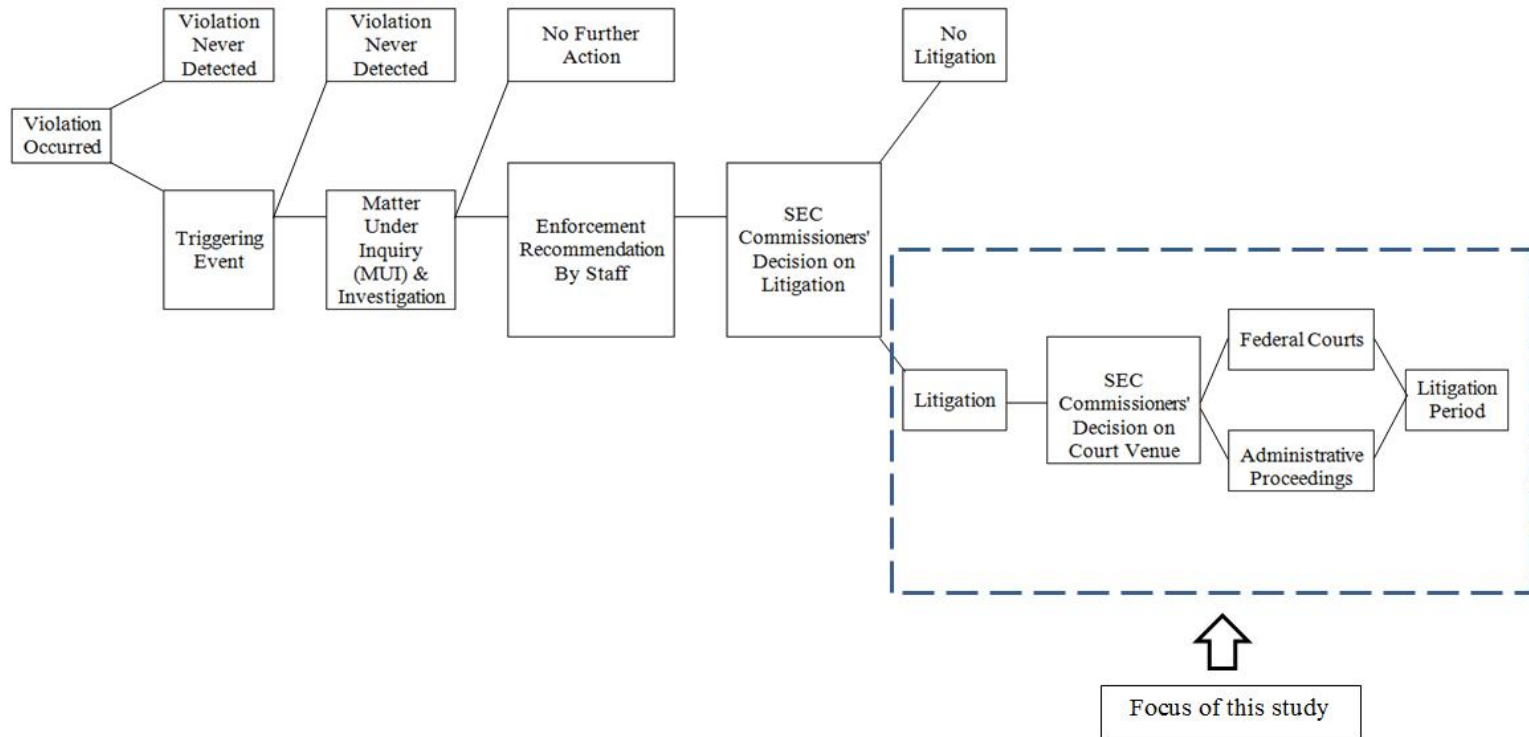 Violation
Never
Detected
Violation
Never
Detected
No Further
Action
No
Litigation
Violation
Occurred
Triggering
Event
Matter
Under
Inquiry
(MUI) &
Investigation
Enforcement
Recommendation
By Staff
SEC
Commissioners'
Decision on
Litigation
Litigation
SEC
Commissioners'
Decision on
Court Venue
Federal Courts
Administrative
Proceedings
Litigation
Period
Focus of this study